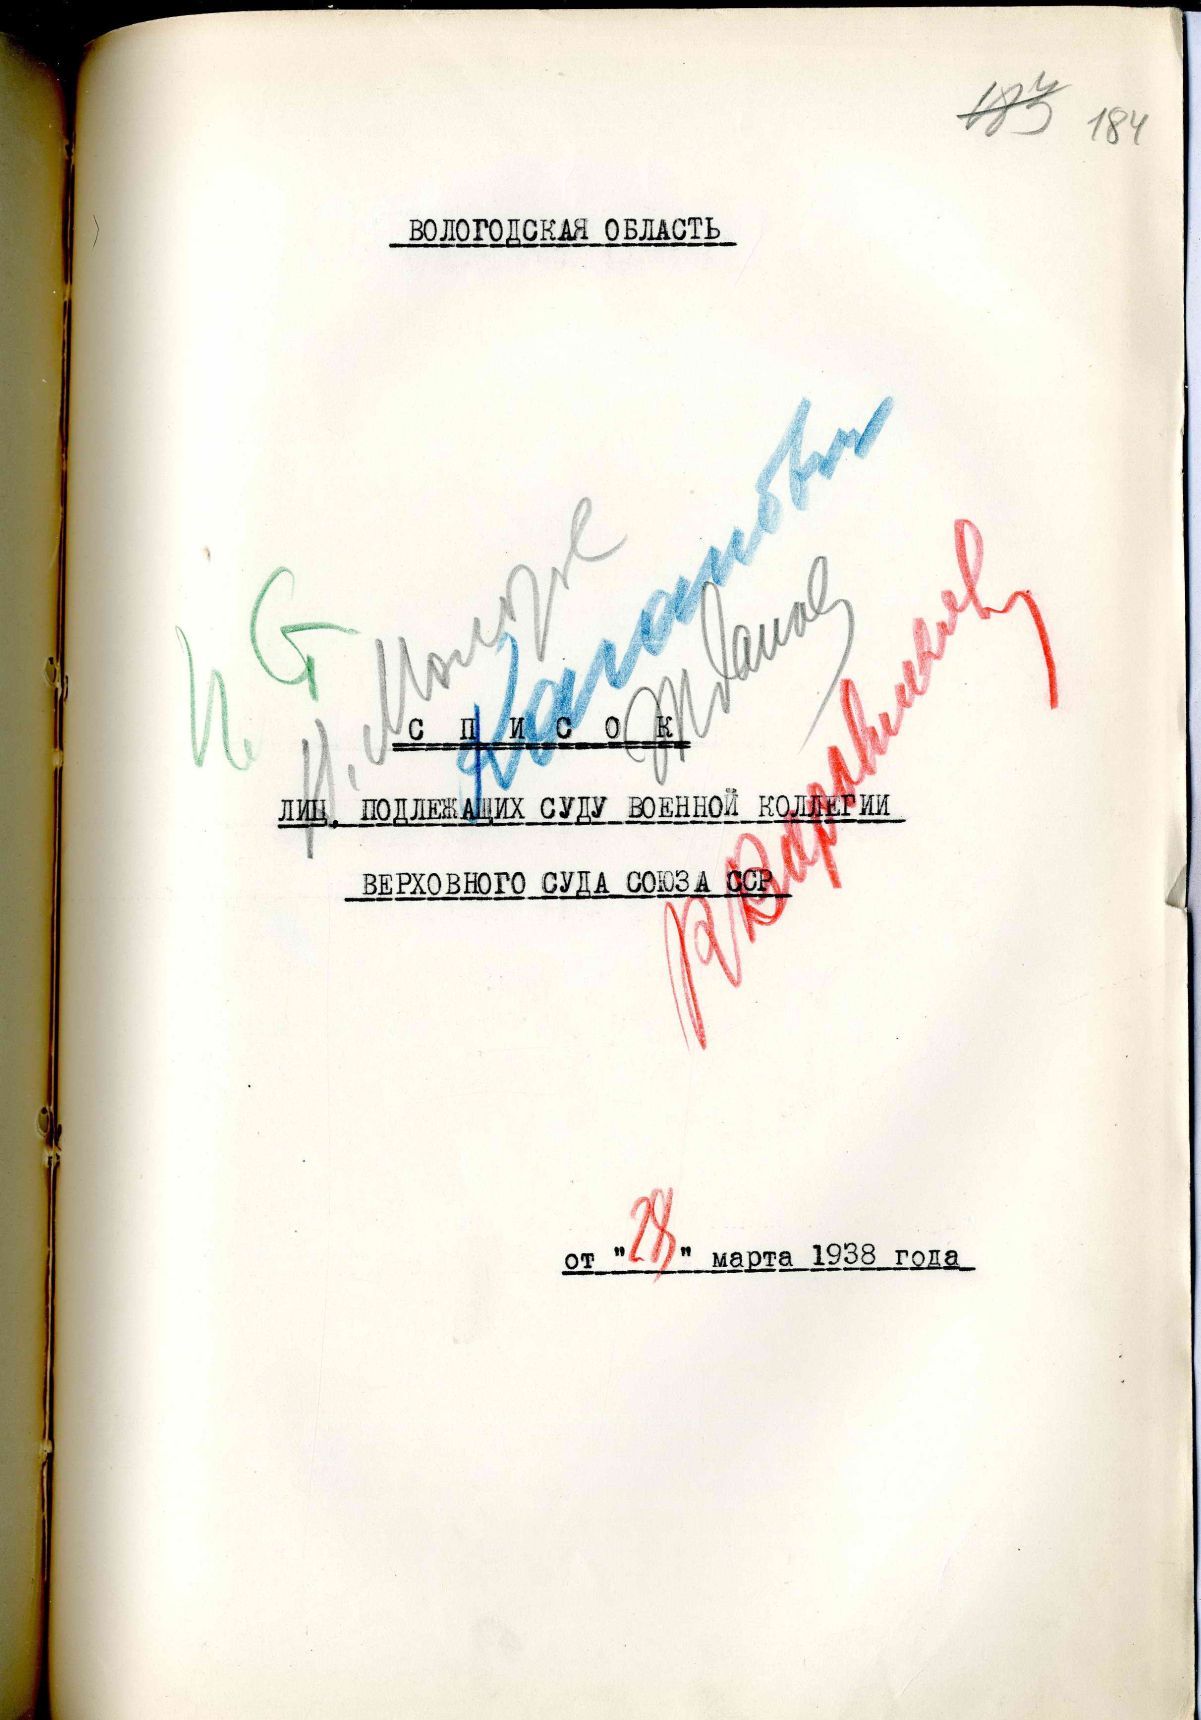 183 184
ВОЛОГОДСКАЯ ОБЛАСТЬ
И. Ст.
Молотов
Каганович
Жданов
К Ворошилов
С П И С О К
ЛИЦ, ПОДЛЕЖАЩИХ СУДУ ВОЕННОЙ КОЛЛЕГИИ
ВЕРХОВНОГО СУДА СОЮЗА ССР
от "28" марта 1938 года